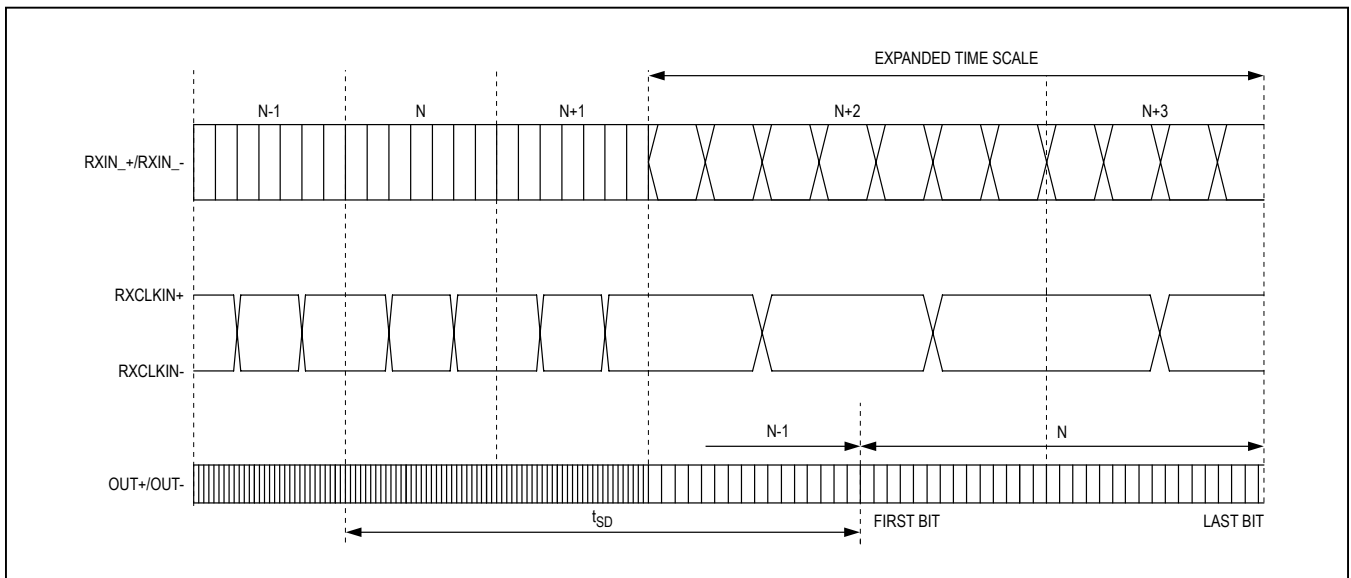 EXPANDED TIME SCALE
N-1
N
N+1
N+2
N+3
RXIN_+/RXIN_-
RXCLKIN+
RXCLKIN-
N-1
N
OUT+/OUT-
tSD
FIRST BIT
LAST BIT